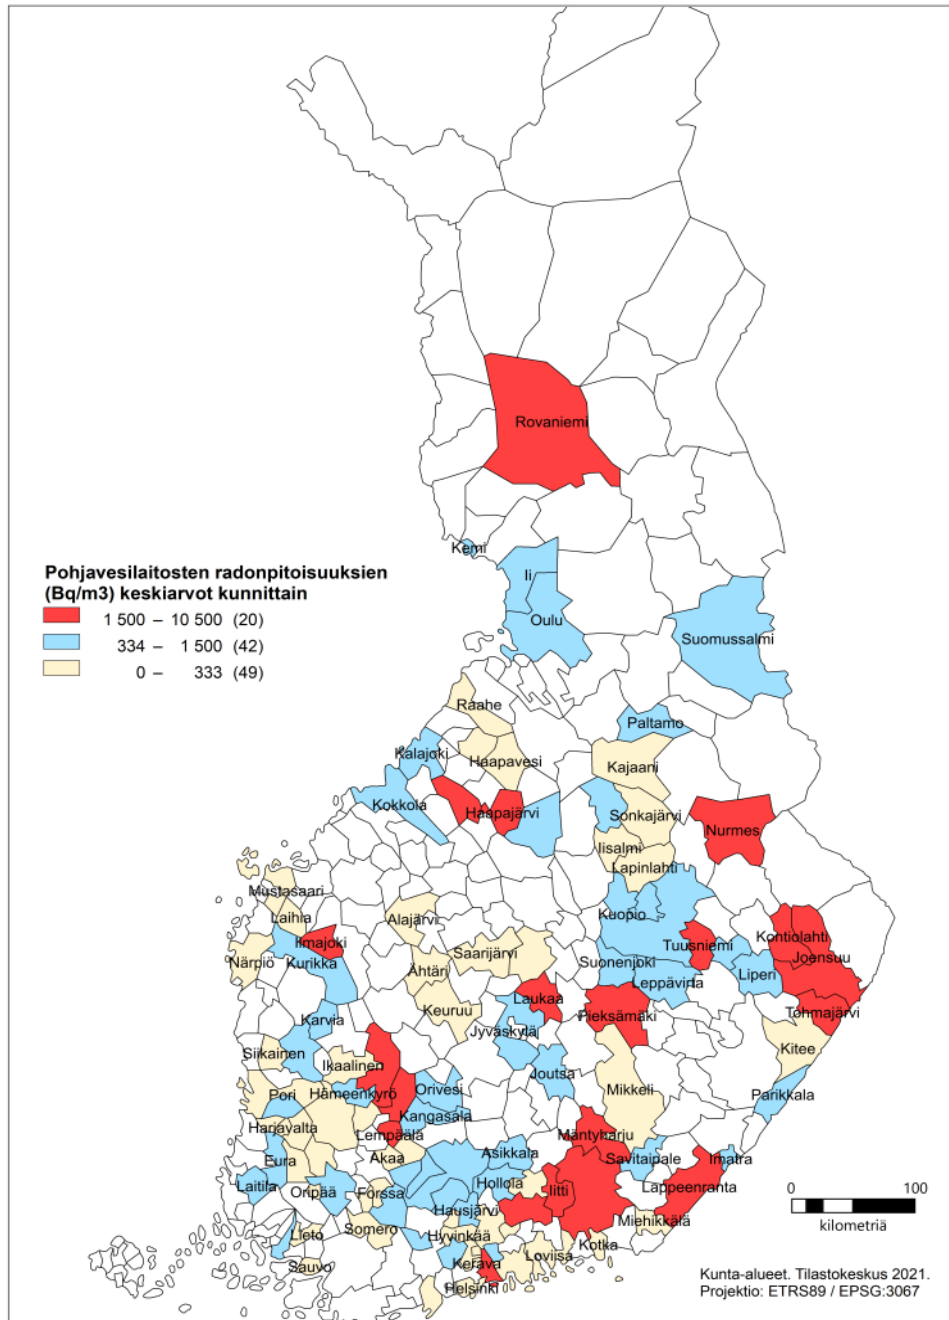 Rovaniemi
Kemi
Ii
Oulu
Suomussalmi
Pohjavesilaitosten radonpitoisuuksien
(Bq/m3) keskiarvot kunnittain
1 500 – 10 500 (20)
334 – 1 500 (42)
0 – 333 (49)
Raahe
Paltamo
Kalajoki
Haapavesi
Kajaani
Kokkola
Haapajärvi
Sonkajärvi
Nurmes
Iisalmi
Lapinlahti
Mustasaari
Laihia
Alajärvi
Kuopio
Ilmajoki
Tuusniemi
Kontiolahti
Närpiö
Kurikka
Saarijärvi
Suonenjoki
Joensuu
Ähtäri
Leppävirta
Liperi
Laukaa
Keuruu
Pieksämäki
Tohmajärvi
Karvia
Jyväskylä
Kitee
Siikainen
Ikaalinen
Joutsa
Mikkeli
Pori
Hämeenkyrö
Orivesi
Parikkala
Kangasala
Harjavalta
Lempäälä
Mäntyharju
Akaa
Asikkala
Savitaipale
Imatra
Eura
Laitila
Oripää
Forssa
Hollola
Iitti
Lappeenranta
Hausjärvi
Miehikkälä
Lieto
Somero
Hyvinkää
Loviisa
Kotka
Sauvo
Kerava
Helsinki
0 100
kilometriä
Kunta-alueet. Tilastokeskus 2021.
Projektio: ETRS89 / EPSG:3067